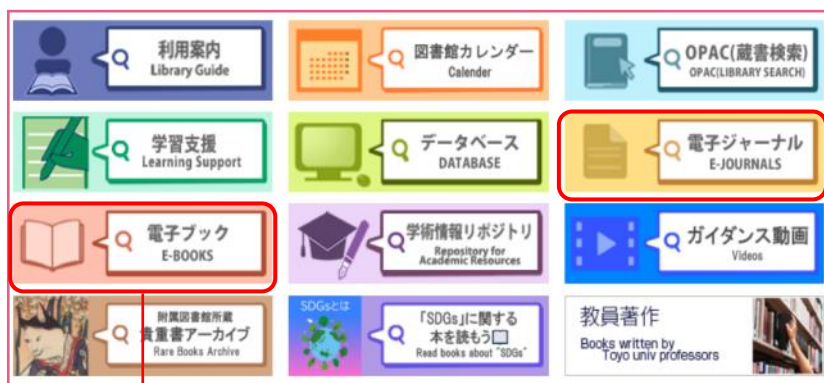 利用案内
Library Guide
図書館カレンダー
Calender
OPAC(蔵書検索)
OPAC(LIBRARY SEARCH)
学習支援
Learning Support
データベース
DATABASE
電子ジャーナル
E-JOURNALS
電子ブック
E-BOOKS
学術情報リポジトリ
Repository for
Academic Resources
ガイダンス動画
Videos
附属図書館所蔵
貴重書アーカイブ
Rare Books Archive
SDGsとは
「SDGs」に関する
本を読もう
Read books about "SDGs"
教員著作
Books written by
Toyo univ professors